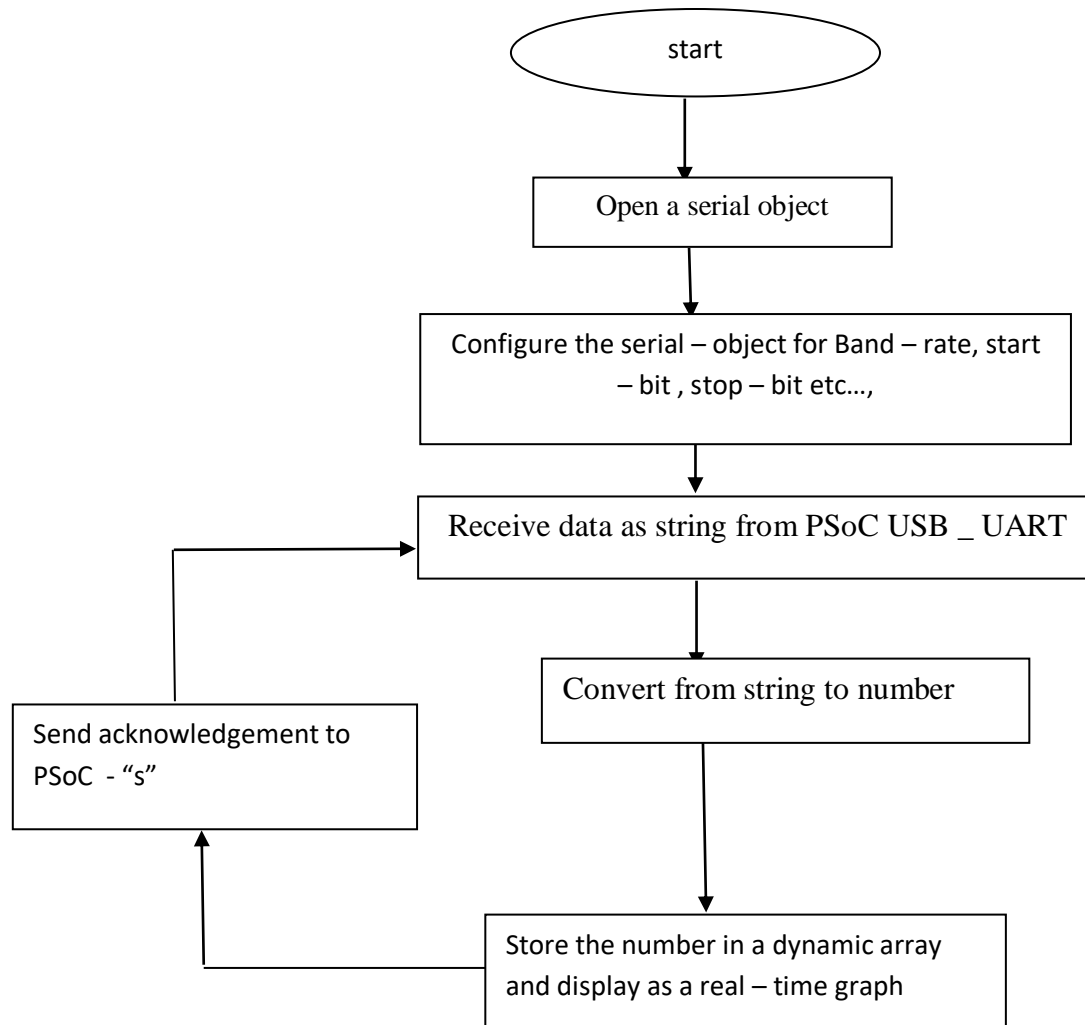 start
Open a serial object
Configure the serial – object for Band – rate, start
– bit , stop – bit etc…,
Receive data as string from PSoC USB _ UART
Convert from string to number
Send acknowledgement to
PSoC  - “s”
Store the number in a dynamic array
and display as a real – time graph